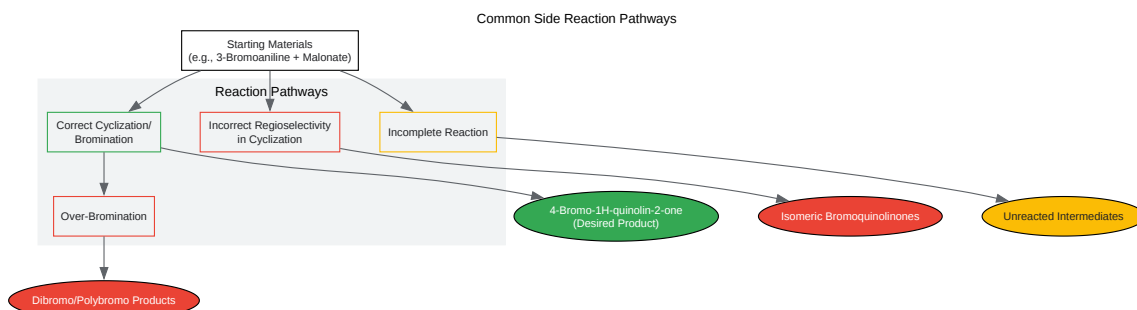 Common Side Reaction Pathways
Starting Materials
(e.g., 3-Bromoaniline + Malonate)
Reaction Pathways
Correct Cyclization/
Bromination
Incorrect Regioselectivity
in Cyclization
Incomplete Reaction
Over-Bromination
4-Bromo-1H-quinolin-2-one
(Desired Product)
Isomeric Bromoquinolinones
Unreacted Intermediates
Dibromo/Polybromo Products